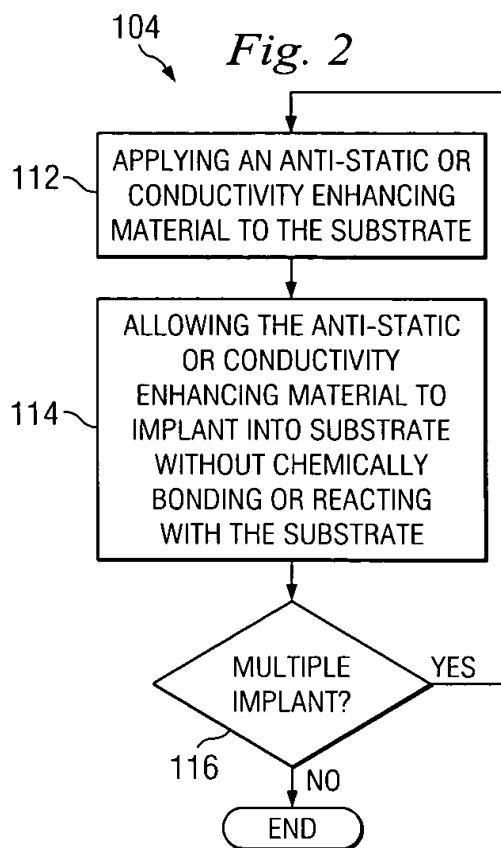 104
Fig. 2
112
APPLYING AN ANTI-STATIC OR
CONDUCTIVITY ENHANCING
MATERIAL TO THE SUBSTRATE
114
ALLOWING THE ANTI-STATIC
OR CONDUCTIVITY
ENHANCING MATERIAL TO
IMPLANT INTO SUBSTRATE
WITHOUT CHEMICALLY
BONDING OR REACTING
WITH THE SUBSTRATE
MULTIPLE
IMPLANT?
YES
116
NO
END